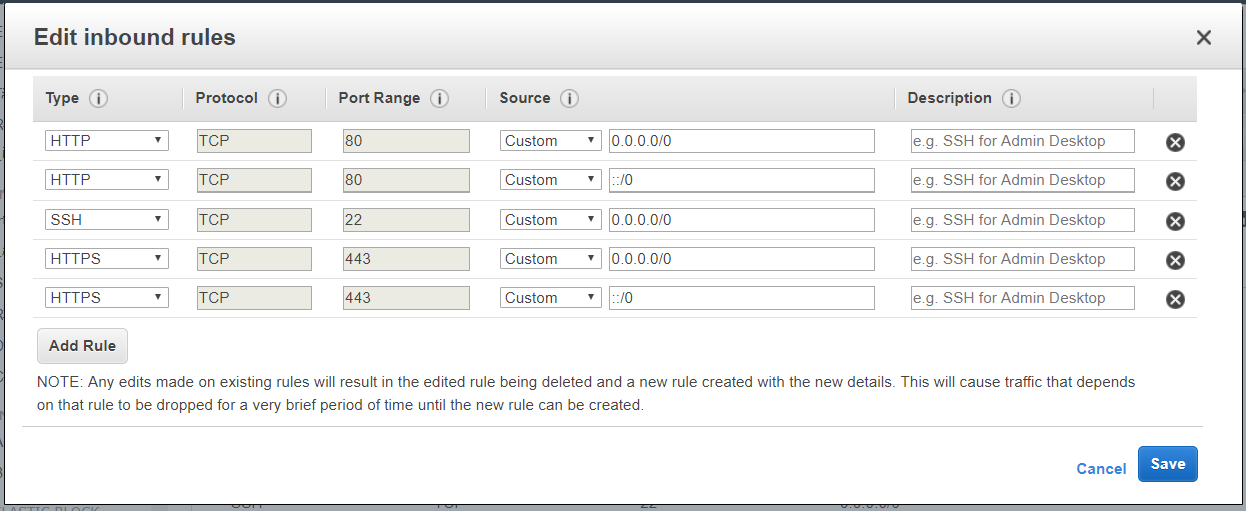 Edit inbound rules
Type Protocol Port Range Source Description
HTTP TCP 80 Custom 0.0.0.0/0 e.g. SSH for Admin Desktop
HTTP TCP 80 Custom ::/0 e.g. SSH for Admin Desktop
SSH TCP 22 Custom 0.0.0.0/0 e.g. SSH for Admin Desktop
HTTPS TCP 443 Custom 0.0.0.0/0 e.g. SSH for Admin Desktop
HTTPS TCP 443 Custom ::/0 e.g. SSH for Admin Desktop
Add Rule
NOTE: Any edits made on existing rules will result in the edited rule being deleted and a new rule created with the new details. This will cause traffic that depends
on that rule to be dropped for a very brief period of time until the new rule can be created.
Cancel Save